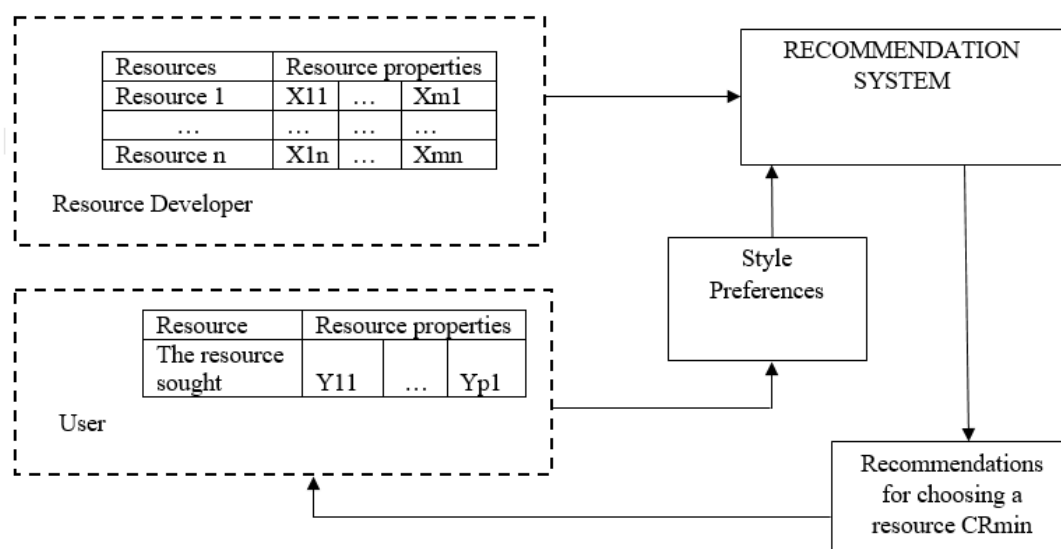 Resources Resource properties
Resource 1 X11 … Xm1
… … … …
Resource n X1n … Xmn
Resource Developer
RECOMMENDATION
SYSTEM
Style
Preferences
Resource Resource properties
The resource
sought Y11 … Yp1
User
Recommendations
for choosing a
resource CRmin